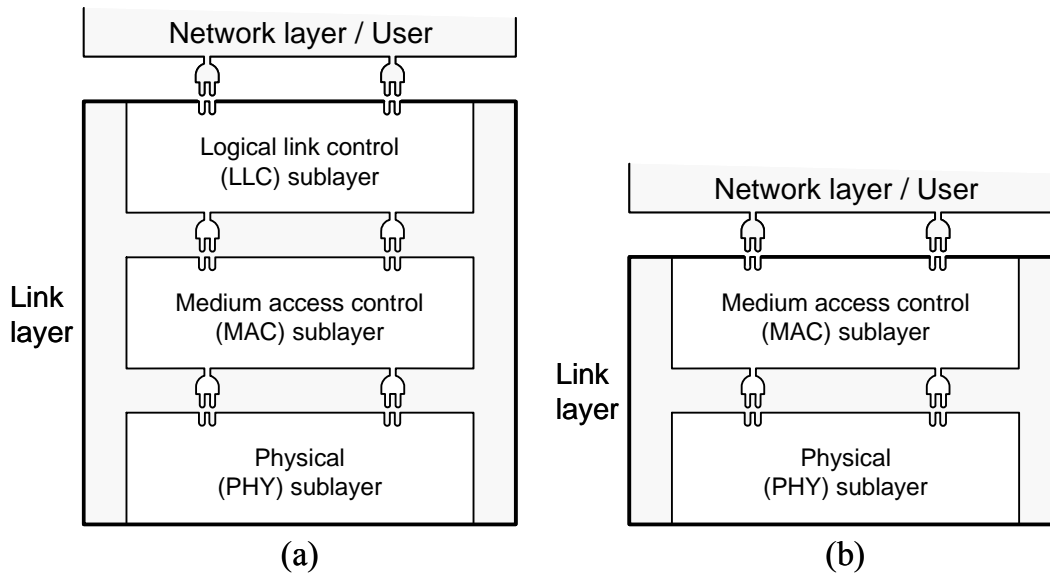 Network layer / User
Logical link control
(LLC) sublayer
Medium access control
(MAC) sublayer
Physical
(PHY) sublayer
Link
layer
(a)
Network layer / User
Medium access control
(MAC) sublayer
Physical
(PHY) sublayer
Link
layer
(b)